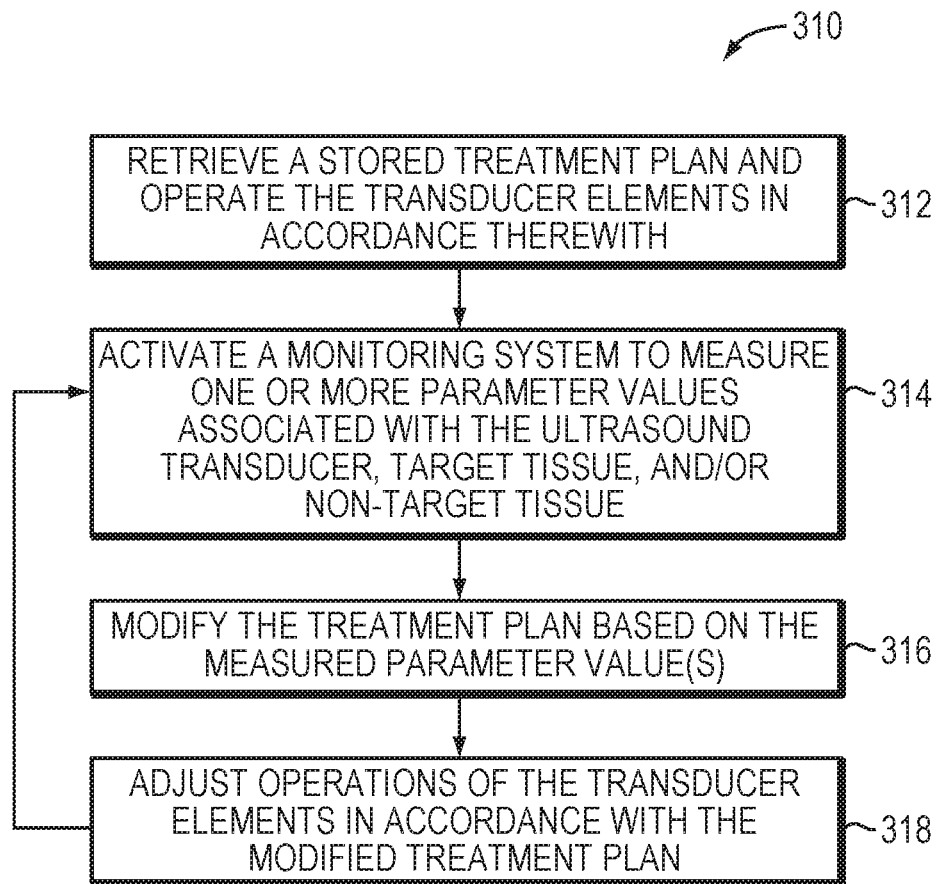 310
RETRIEVE A STORED TREATMENT PLAN AND
OPERATE THE TRANSDUCER ELEMENTS IN
ACCORDANCE THEREWITH
312
ACTIVATE A MONITORING SYSTEM TO MEASURE
ONE OR MORE PARAMETER VALUES
ASSOCIATED WITH THE ULTRASOUND
TRANSDUCER, TARGET TISSUE, AND/OR
NON-TARGET TISSUE
314
MODIFY THE TREATMENT PLAN BASED ON THE
MEASURED PARAMETER VALUE(S)
316
ADJUST OPERATIONS OF THE TRANSDUCER
ELEMENTS IN ACCORDANCE WITH THE
MODIFIED TREATMENT PLAN
318